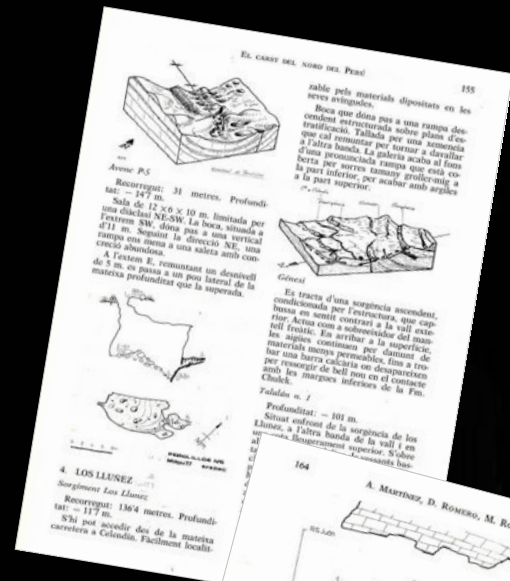 EL CARST DEL NORD DEL PERÚ
155
Avenc P-5
Recorregut: 31 metres. Profundi-
tat: — 14'7 m.
Sala de 12 × 6 × 10 m. limitada per
una diàclasi NE-SW. La boca, situada a
l'extrem SW, dóna pas a una vertical
d'11 m. Seguint la direcció NE, una
rampa ens mena a una saleta amb con-
creció abundosa.
A l'extem E, remuntant un desnivell
de 5 m. es passa a un pou lateral de la
mateixa profunditat que la superada.
4. LOS LLUNEZ
Sorgiment Los Llunez
Recorregut: 136'4 metres. Profundi-
tat: — 11'7 m.
S'hi pot accedir des de la mateixa
carretera a Celendín. Fàcilment localit-
zable pels materials dipositats en les
seves avingudes.
Boca que dóna pas a una rampa des-
cendent estructurada sobre plans d'es-
tratificació. Tallada per una xemeneia
que cal remuntar per tornar a davallar
a l'altra banda. La galeria acaba al fons
d'una pronunciada rampa que està co-
berta per sorres tamany groller-mig a
la part inferior, per acabar amb argiles
a la part superior.
Génesi
Es tracta d'una sorgència ascendent,
condicionada per l'estructura, que cap-
bussa en sentit contrari a la vall exte-
rior. Actua com a sobreeixidor del man-
tell freàtic. En arribar a la superfície,
les aigües continuen per damunt de
materials menys permeables, fins a tro-
bar una barra calcària on desapareixen
per ressorgir de bell nou en el contacte
amb les margues inferiors de la Fm.
Chulek.
Talalán n. 1
Profunditat: — 101 m.
Situat enfront de la sorgència de los
Llunez, a l'altra banda de la vall i en
lleugerament superior. S'obre
164
A. MARTÍNEZ, D. ROMERO, M. RO